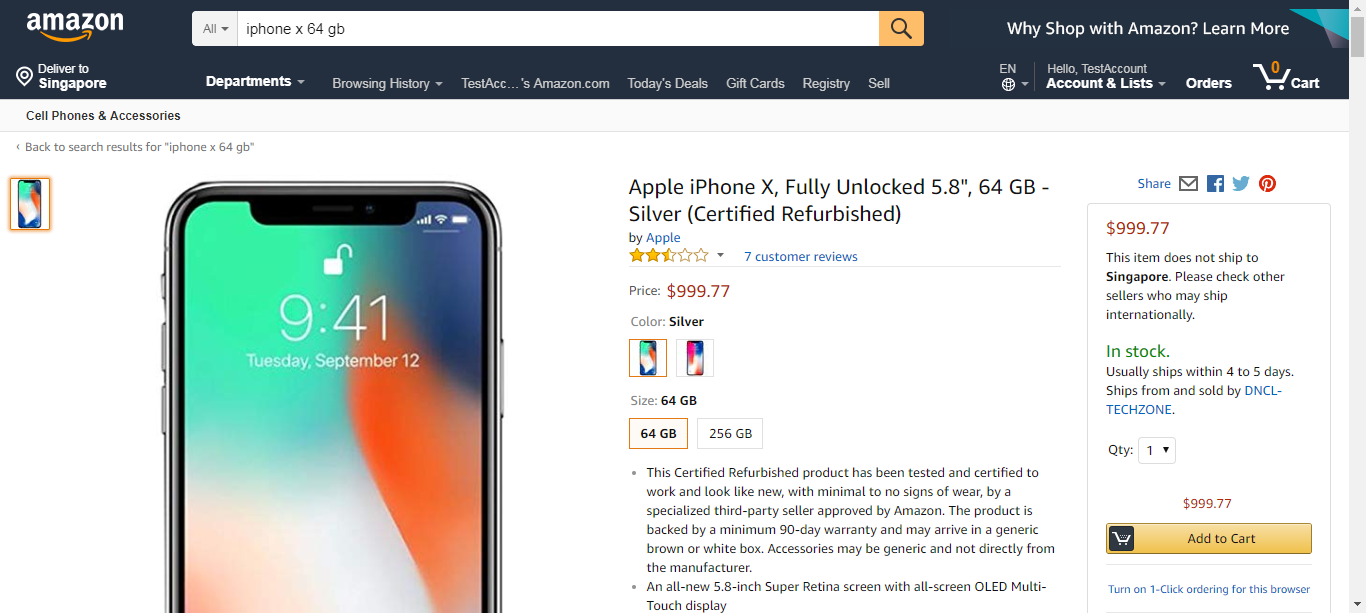 amazon
All
iphone x 64 gb
Why Shop with Amazon? Learn More
Deliver to
Singapore
Departments
Browsing History
TestAcc... 's Amazon.com
Today's Deals
Gift Cards
Registry
Sell
EN
Hello, TestAccount
Account & Lists
Orders
0
Cart
Cell Phones & Accessories
‹ Back to search results for "iphone x 64 gb"
9:41
Tuesday, September 12
Apple iPhone X, Fully Unlocked 5.8", 64 GB -
Silver (Certified Refurbished)
by Apple
7 customer reviews
Price: $999.77
Color: Silver
Size: 64 GB
64 GB
256 GB
• This Certified Refurbished product has been tested and certified to
work and look like new, with minimal to no signs of wear, by a
specialized third-party seller approved by Amazon. The product is
backed by a minimum 90-day warranty and may arrive in a generic
brown or white box. Accessories may be generic and not directly from
the manufacturer.
• An all-new 5.8-inch Super Retina screen with all-screen OLED Multi-
Touch display
Share
$999.77
This item does not ship to
Singapore. Please check other
sellers who may ship
internationally.
In stock.
Usually ships within 4 to 5 days.
Ships from and sold by DNCL-
TECHZONE.
Qty: 1
$999.77
Add to Cart
Turn on 1-Click ordering for this browser